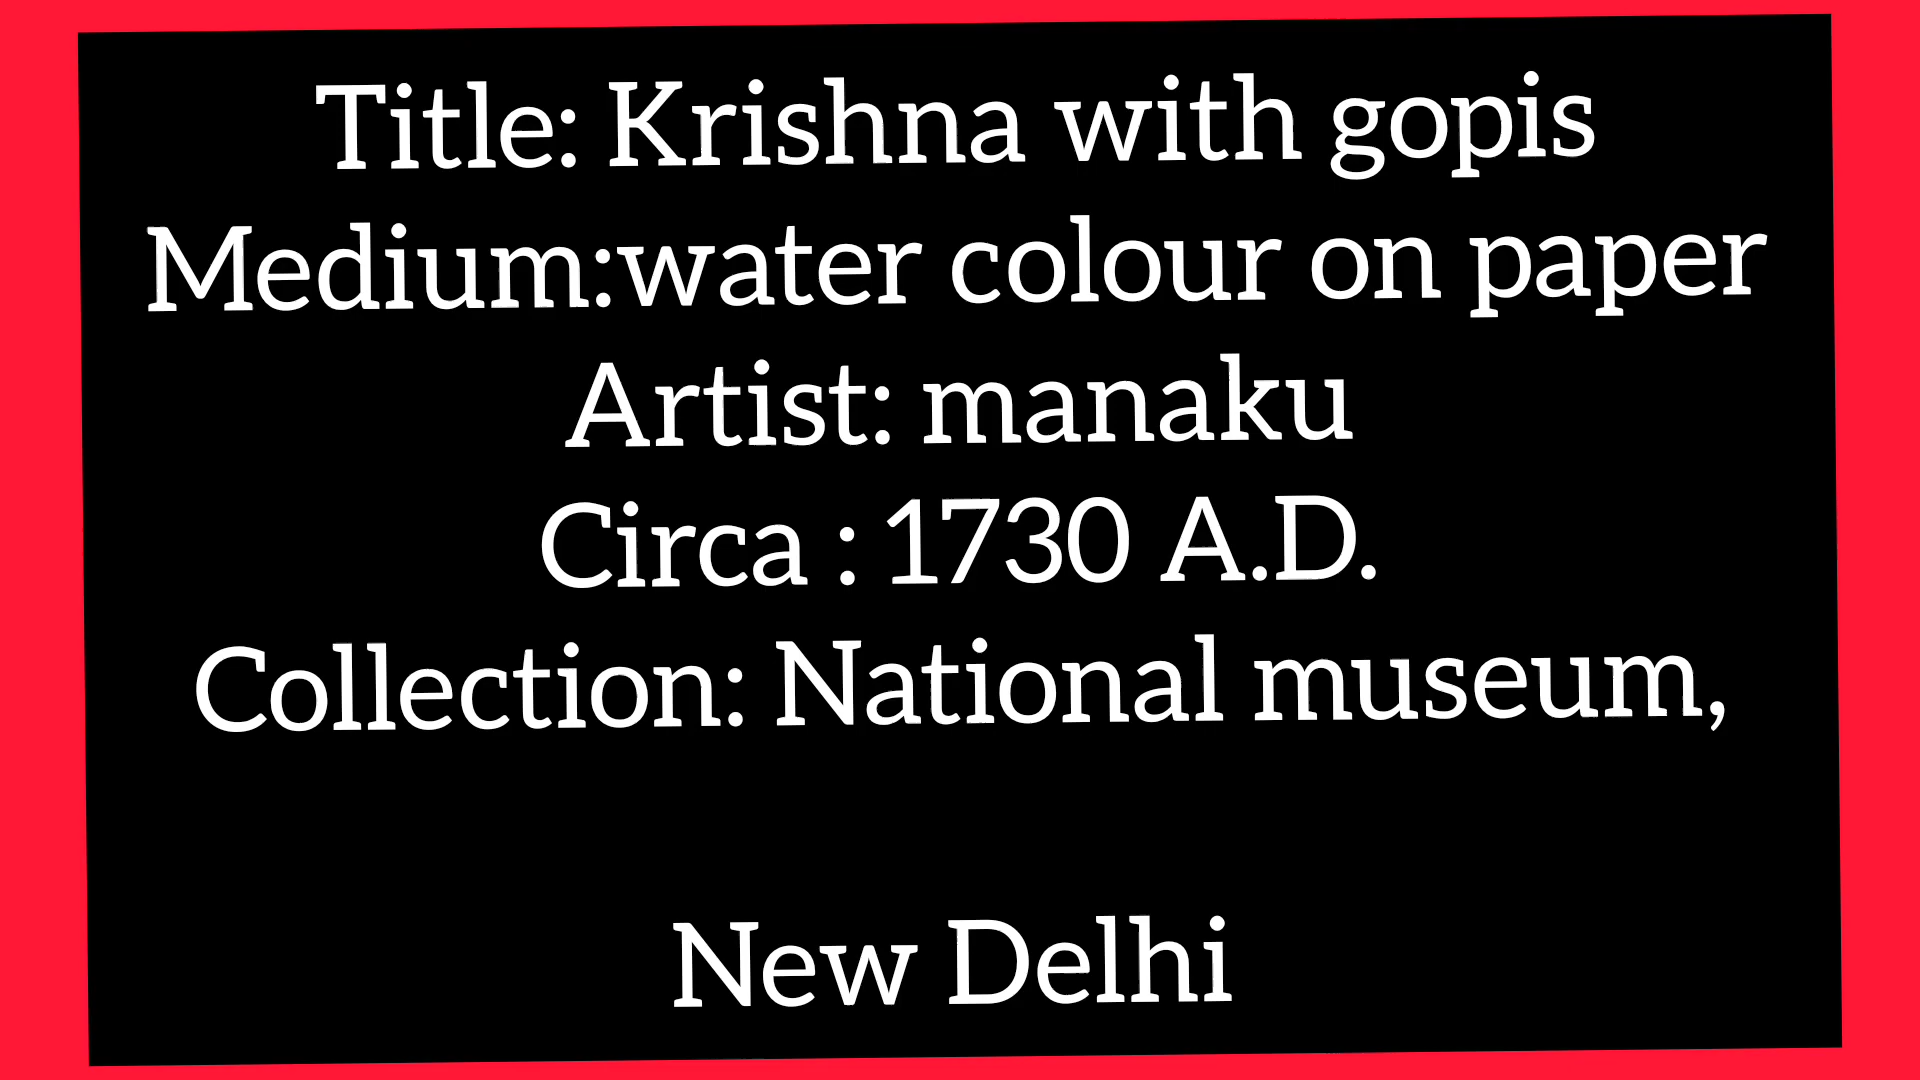 Title: Krishna with gopis
Medium:water colour on paper
Artist: manaku
Circa : 1730 A.D.
Collection: National museum,
New Delhi